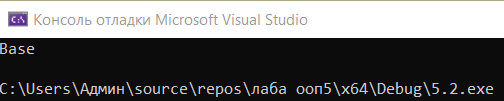 Консоль отладки Microsoft Visual Studio
Base
C:\Users\Админ\source\repos\лаба ооп5\x64\Debug\5.2.exe